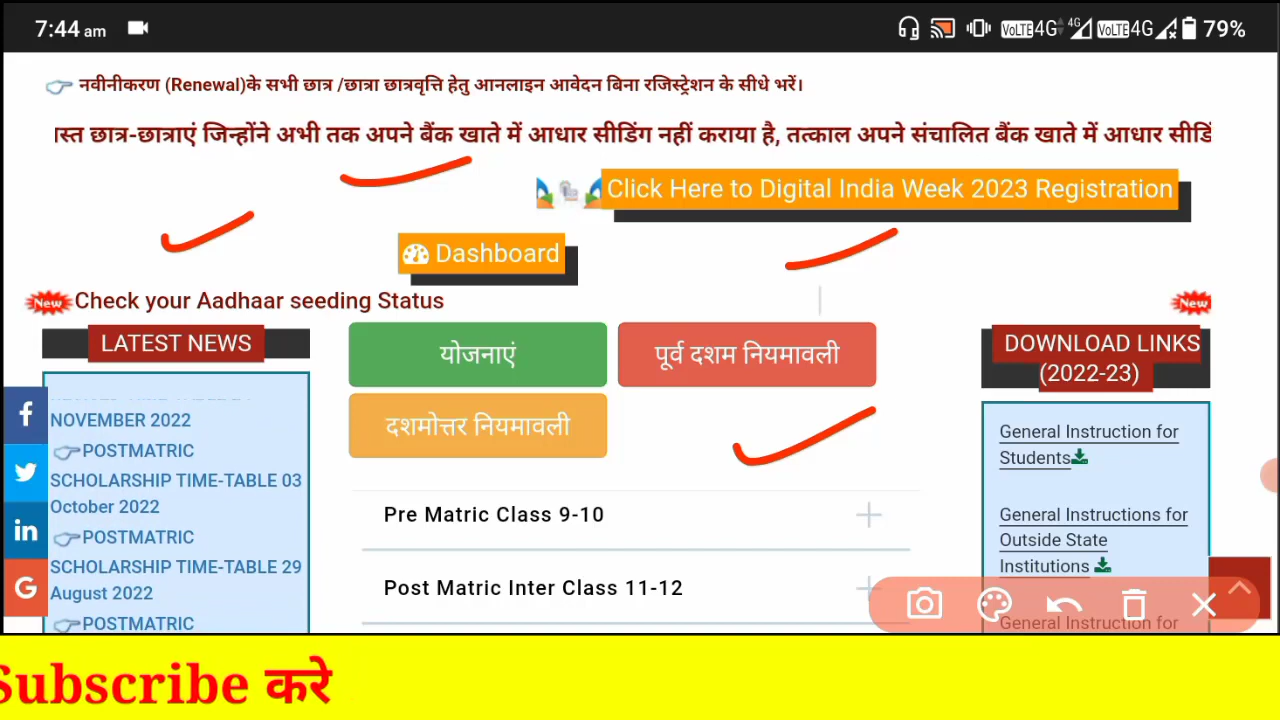 7:44 am
VoLTE 4G 4G VoLTE 4G 79%
नवीनीकरण (Renewal)के सभी छात्र /छात्रा छात्रवृत्ति हेतु आनलाइन आवेदन बिना रजिस्ट्रेशन के सीधे भरें।
स्त छात्र-छात्राएं जिन्होंने अभी तक अपने बैंक खाते में आधार सीडिंग नहीं कराया है, तत्काल अपने संचालित बैंक खाते में आधार सीडिं
Click Here to Digital India Week 2023 Registration
Dashboard
New Check your Aadhaar seeding Status
New
LATEST NEWS
NOVEMBER 2022
POSTMATRIC
SCHOLARSHIP TIME-TABLE 03
October 2022
POSTMATRIC
SCHOLARSHIP TIME-TABLE 29
August 2022
POSTMATRIC
योजनाएं
पूर्व दशम नियमावली
दशमोत्तर नियमावली
Pre Matric Class 9-10
Post Matric Inter Class 11-12
DOWNLOAD LINKS
(2022-23)
General Instruction for
Students
General Instructions for
Outside State
Institutions
General Instruction for
Subscribe करे